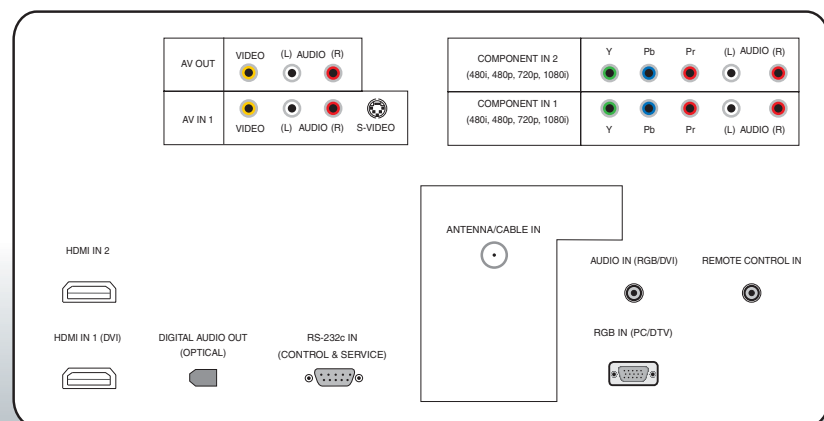 AV OUT
VIDEO (L) AUDIO (R)
AV IN 1
VIDEO (L) AUDIO (R) S-VIDEO
COMPONENT IN 2
(480i, 480p, 720p, 1080i)
Y Pb Pr (L) AUDIO (R)
COMPONENT IN 1
(480i, 480p, 720p, 1080i)
Y Pb Pr (L) AUDIO (R)
ANTENNA/CABLE IN
HDMI IN 2
AUDIO IN (RGB/DVI)
REMOTE CONTROL IN
HDMI IN 1 (DVI)
DIGITAL AUDIO OUT
(OPTICAL)
RS-232c IN
(CONTROL & SERVICE)
RGB IN (PC/DTV)